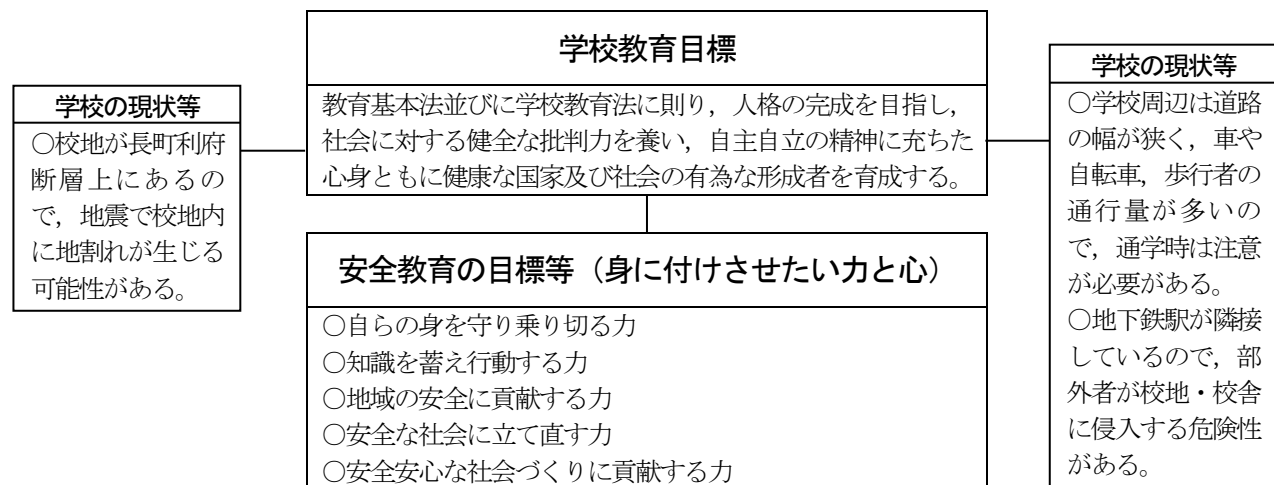 学校の現状等
○校地が長町利府
断層上にあるの
で，地震で校地内
に地割れが生じる
可能性がある。
学校教育目標
教育基本法並びに学校教育法に則り，人格の完成を目指し，
社会に対する健全な批判力を養い，自主自立の精神に充ちた
心身ともに健康な国家及び社会の有為な形成者を育成する。
安全教育の目標等（身に付けさせたい力と心）
○自らの身を守り乗り切る力
○知識を蓄え行動する力
○地域の安全に貢献する力
○安全な社会に立て直す力
○安全安心な社会づくりに貢献する力
学校の現状等
○学校周辺は道路
の幅が狭く，車や
自転車，歩行者の
通行量が多いの
で，通学時は注意
が必要がある。
○地下鉄駅が隣接
しているので，部
外者が校地・校舎
に侵入する危険性
がある。